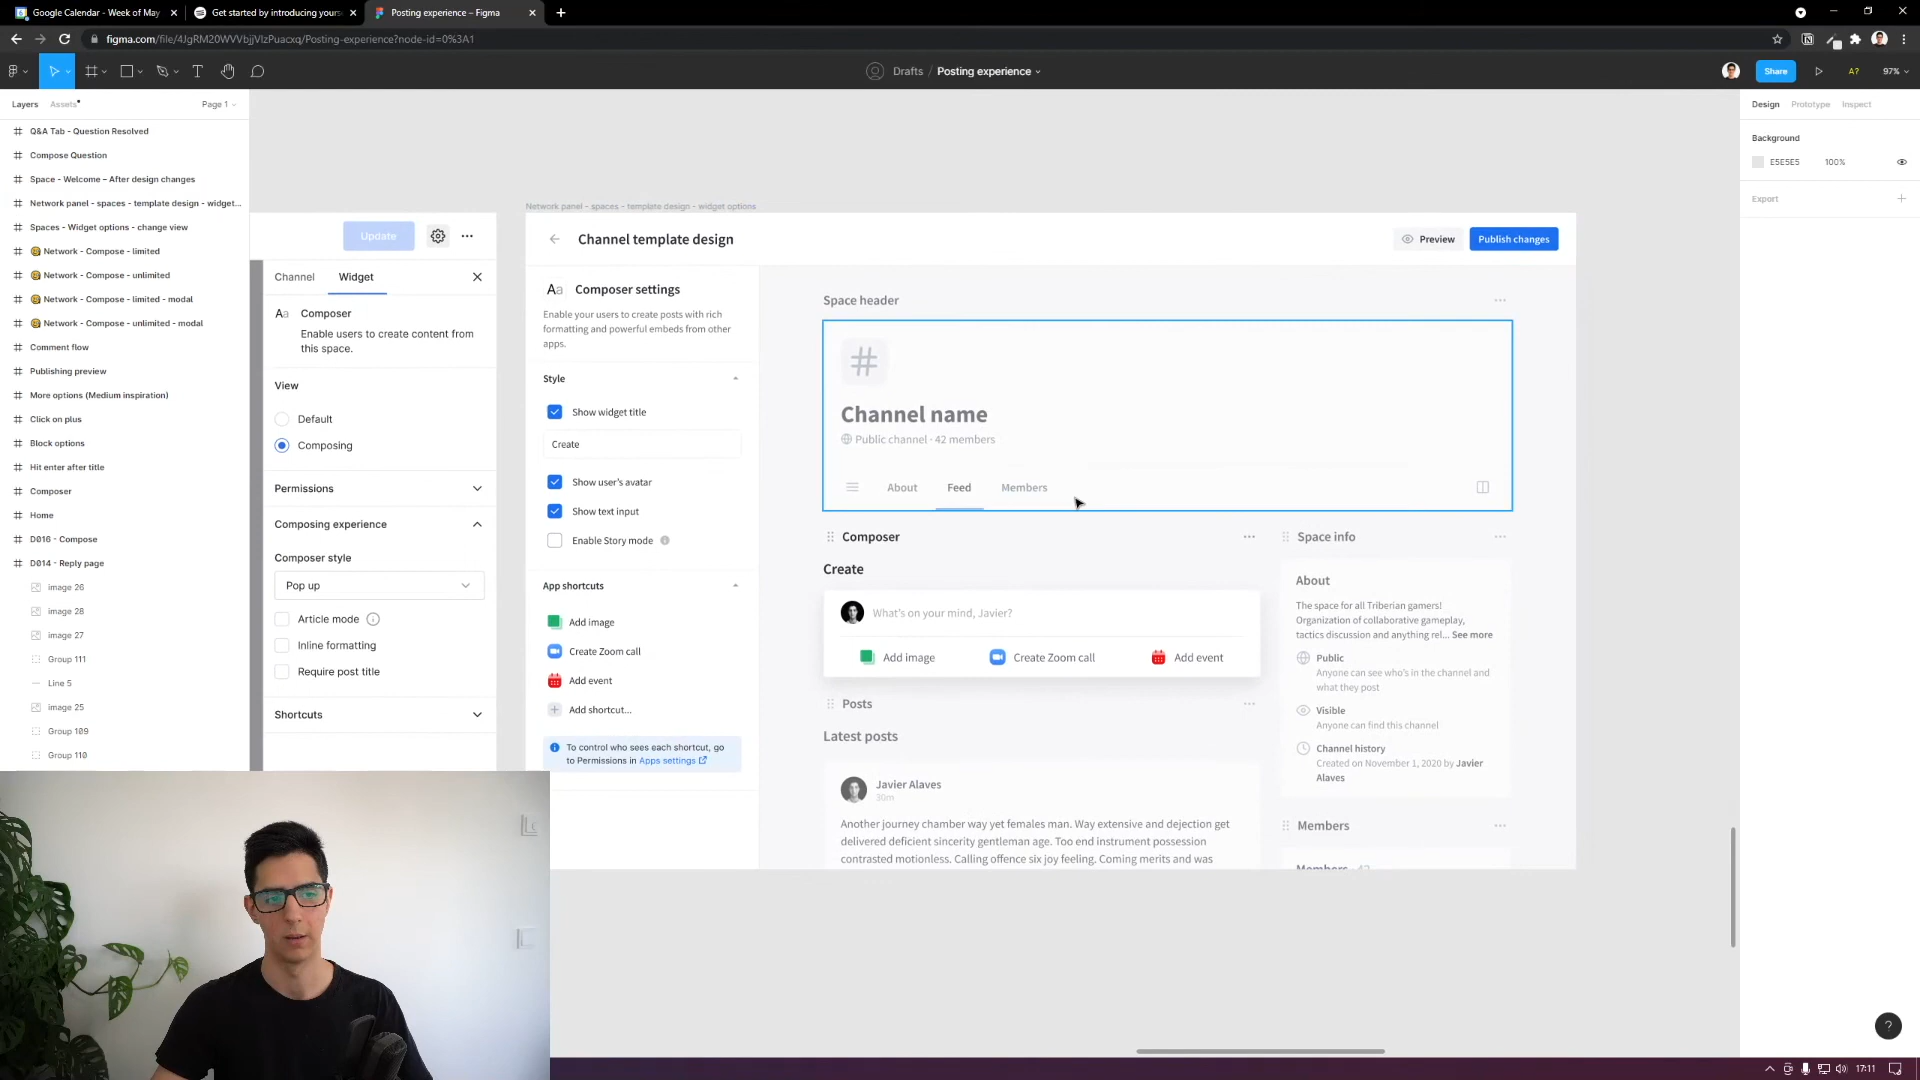 Google Calendar - Week of May
Get started by introducing yours
Posting experience – Figma
figma.com/file/4JgRM20WVVbjjVlzPuacxq/Posting-experience?node-id=0%3A1
Drafts / Posting experience
Share
A?
97%
Layers
Assets
Page 1
Q&A Tab - Question Resolved
Compose Question
Space - Welcome – After design changes
Network panel - spaces - template design - widget...
Spaces - Widget options - change view
Network - Compose - limited
Network - Compose - unlimited
Network - Compose - limited - modal
Network - Compose - unlimited - modal
Comment flow
Publishing preview
More options (Medium inspiration)
Click on plus
Block options
Hit enter after title
Composer
Home
D016 - Compose
D014 - Reply page
image 26
image 28
image 27
Group 111
Line 5
image 25
Group 109
Group 110
Update
Channel
Widget
Aa
Composer
Enable users to create content from
this space.
View
Default
Composing
Permissions
Composing experience
Composer style
Pop up
Article mode
Inline formatting
Require post title
Shortcuts
Network panel - spaces - template design - widget options
Channel template design
Preview
Publish changes
Aa
Composer settings
Enable your users to create posts with rich
formatting and powerful embeds from other
apps.
Style
Show widget title
Create
Show user's avatar
Show text input
Enable Story mode
App shortcuts
Add image
Create Zoom call
Add event
Add shortcut...
To control who sees each shortcut, go
to Permissions in Apps settings
Space header
#
Channel name
Public channel · 42 members
About
Feed
Members
Composer
Create
What's on your mind, Javier?
Add image
Create Zoom call
Add event
Posts
Latest posts
Javier Alaves
30m
Another journey chamber way yet females man. Way extensive and dejection get
delivered deficient sincerity gentleman age. Too end instrument possession
contrasted motionless. Calling offence six joy feeling. Coming merits and was
Space info
About
The space for all Triberian gamers!
Organization of collaborative gameplay,
tactics discussion and anything rel... See more
Public
Anyone can see who's in the channel and
what they post
Visible
Anyone can find this channel
Channel history
Created on November 1, 2020 by Javier
Alaves
Members
Members · 42
Design
Prototype
Inspect
Background
E5E5E5
100%
Export
?
17:11